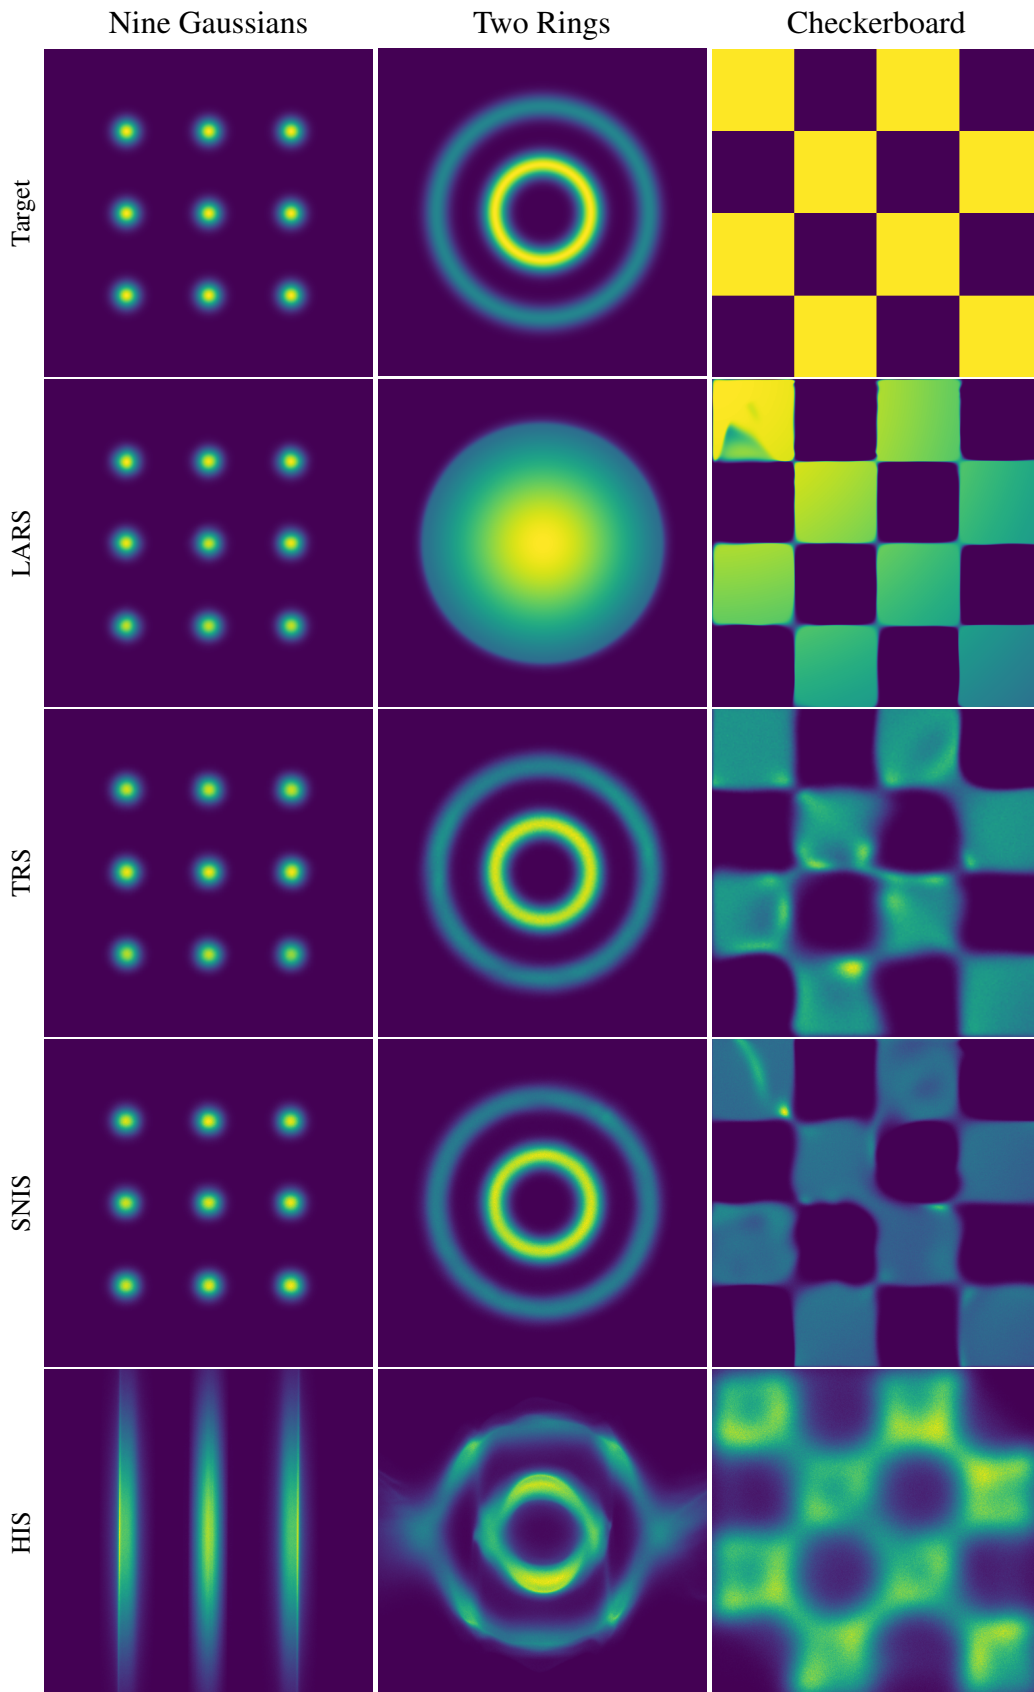 Nine Gaussians
Two Rings
Checkerboard
Target
LARS
TRS
SNIS
HIS